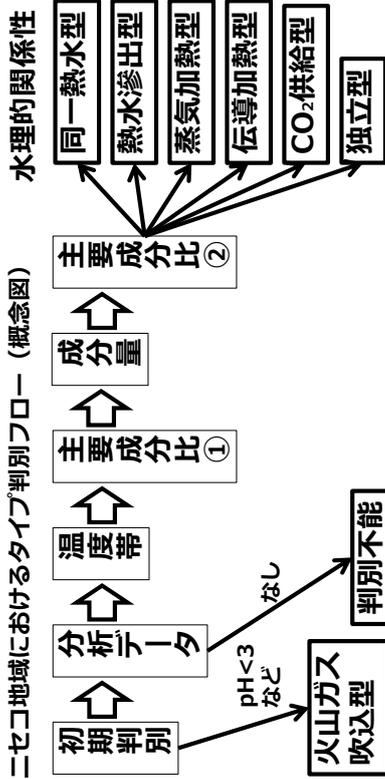 ニセコ地域におけるタイプ判別フロー（概念図）
水理的関係性
初期判別
分析データ
温度帯
主要成分比①
成分量
主要成分比②
pH<3
など
なし
火山ガス
吹込型
判別不能
同一熱水型
熱水滲出型
蒸気加熱型
伝導加熱型
CO₂供給型
独立型